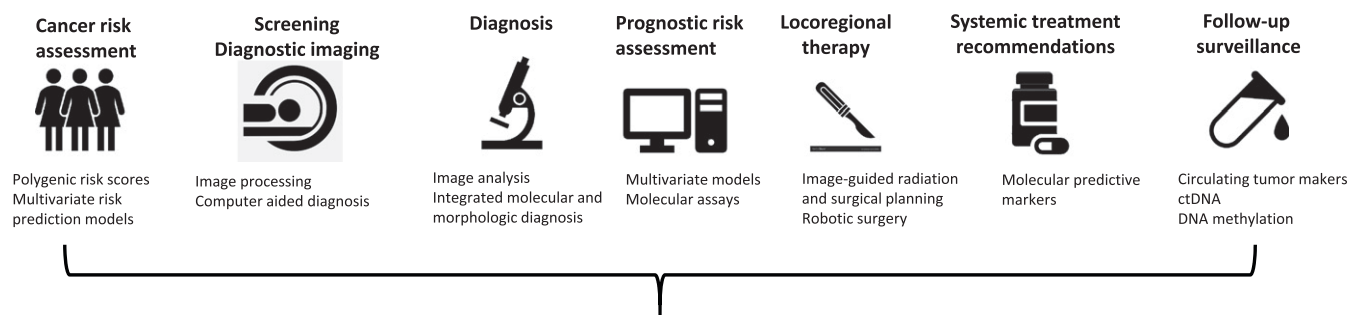 Cancer risk
assessment
Screening
Diagnostic imaging
Diagnosis
Prognostic risk
assessment
Locoregional
therapy
Systemic treatment
recommendations
Follow-up
surveillance
Polygenic risk scores
Multivariate risk
prediction models
Image processing
Computer aided diagnosis
Image analysis
Integrated molecular and
morphologic diagnosis
Multivariate models
Molecular assays
Image-guided radiation
and surgical planning
Robotic surgery
Molecular predictive
markers
Circulating tumor makers
ctDNA
DNA methylation